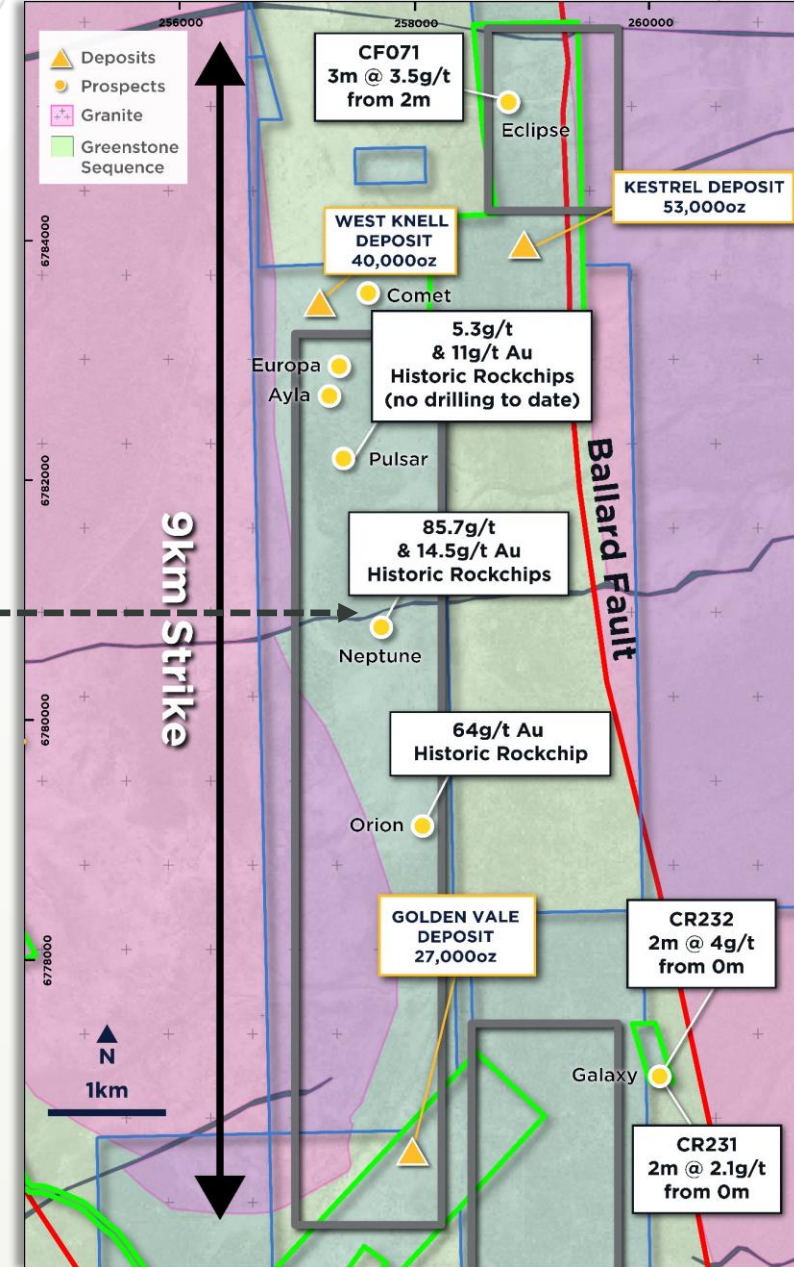 256000
258000
260000
Deposits
Prospects
Granite
Greenstone
Sequence
CF071
3m @ 3.5g/t
from 2m
Eclipse
KESTREL DEPOSIT
53,000oz
6784000
WEST KNELL
DEPOSIT
40,000oz
Comet
5.3g/t
& 11g/t Au
Historic Rockchips
(no drilling to date)
Europa
Ayla
Pulsar
6782000
Ballard Fault
9km Strike
85.7g/t
& 14.5g/t Au
Historic Rockchips
Neptune
6780000
64g/t Au
Historic Rockchip
Orion
GOLDEN VALE
DEPOSIT
27,000oz
CR232
2m @ 4g/t
from 0m
6778000
N
1km
Galaxy
CR231
2m @ 2.1g/t
from 0m